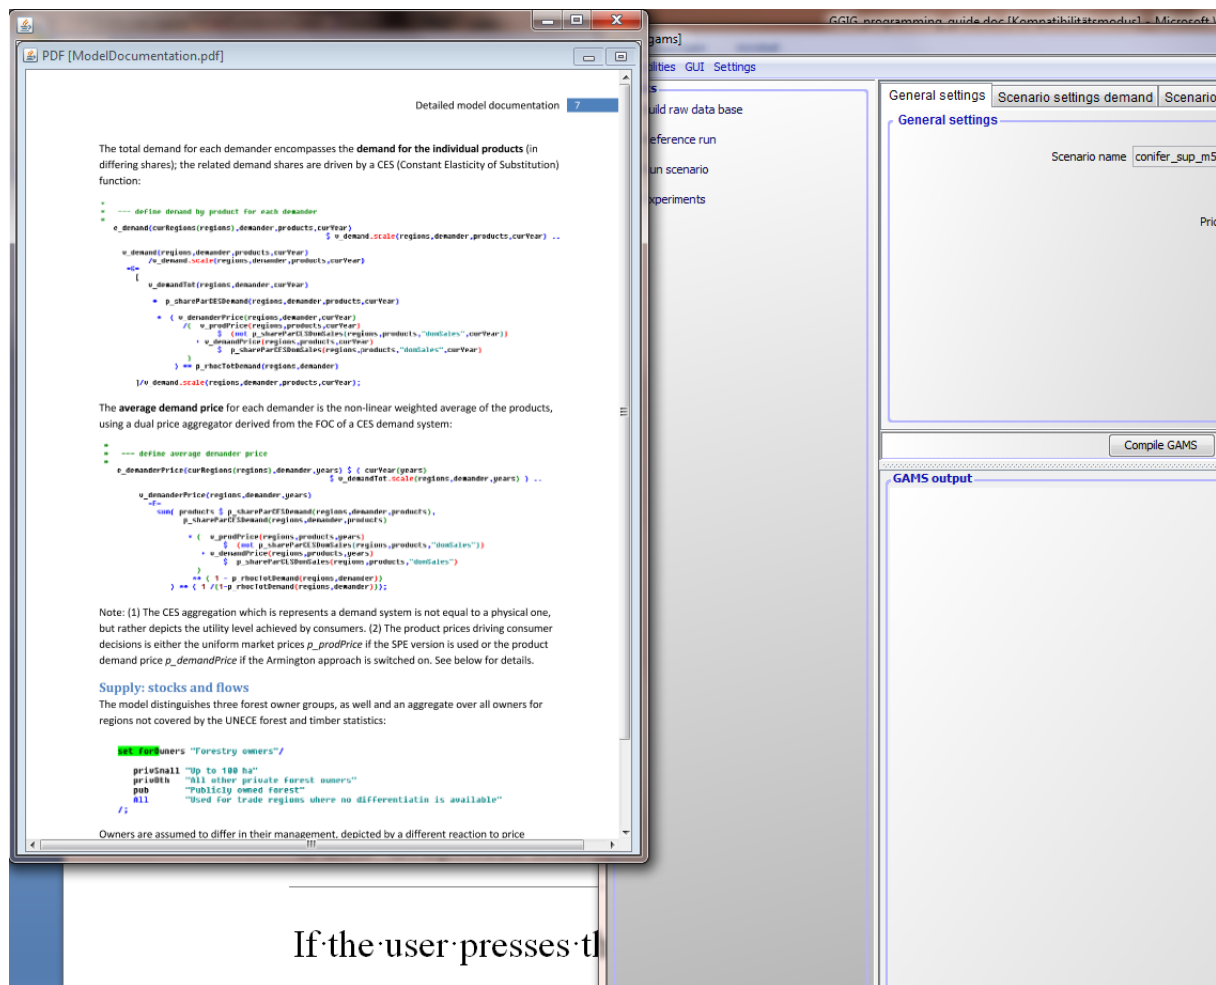 GGIG_programming_guide.doc [Kompatibilitätsmodus] - Microsoft
PDF [ModelDocumentation.pdf]
Detailed model documentation 7
The total demand for each demander encompasses the demand for the individual products (in
differing shares); the related demand shares are driven by a CES (Constant Elasticity of Substitution)
function:
*
* --- define demand by product for each demander
*
e_demand(curRegions(regions),demander,products,curYear)
$ v_demand.scale(regions,demander,products,curYear) ..
v_demand(regions,demander,products,curYear)
/v_demand.scale(regions,demander,products,curYear)
=E=
[
v_demandTot(regions,demander,curYear)
* p_shareParCESDemand(regions,demander,products,curYear)
* ( v_demanderPrice(regions,demander,curYear)
/( v_prodPrice(regions,products,curYear)
$ (not p_shareParCESDomSales(regions,products,"domSales",curYear))
+ v_demandPrice(regions,products,curYear)
$ p_shareParCESDomSales(regions,products,"domSales",curYear)
)
) ** p_rhocTotDemand(regions,demander)
]/v_demand.scale(regions,demander,products,curYear);
The average demand price for each demander is the non-linear weighted average of the products,
using a dual price aggregator derived from the FOC of a CES demand system:
*
* --- define average demander price
*
e_demanderPrice(curRegions(regions),demander,years) $ ( curYear(years)
$ v_demandTot.scale(regions,demander,years) ) ..
v_demanderPrice(regions,demander,years)
=E=
sum( products $ p_shareParCESDemand(regions,demander,products),
p_shareParCESDemand(regions,demander,products)
* ( v_prodPrice(regions,products,years)
$ (not p_shareParCESDomSales(regions,products,"domSales"))
+ v_demandPrice(regions,products,years)
$ p_shareParCESDomSales(regions,products,"domSales")
)
** ( 1 - p_rhocTotDemand(regions,demander))
) ** ( 1 /(1-p_rhocTotDemand(regions,demander)));
Note: (1) The CES aggregation which is represents a demand system is not equal to a physical one,
but rather depicts the utility level achieved by consumers. (2) The product prices driving consumer
decisions is either the uniform market prices p_prodPrice if the SPE version is used or the product
demand price p_demandPrice if the Armington approach is switched on. See below for details.
Supply: stocks and flows
The model distinguishes three forest owner groups, as well and an aggregate over all owners for
regions not covered by the UNECE forest and timber statistics:
set forOwners "Forestry owners"/
privSmall "Up to 100 ha"
privOth "All other private forest owners"
pub "Publicly owned forest"
All "Used for trade regions where no differentiatin is available"
/;
Owners are assumed to differ in their management, depicted by a different reaction to price
gams]
ilities GUI Settings
s
uild raw data base
eference run
un scenario
xperiments
General settings Scenario settings demand Scenario
General settings
Scenario name conifer_sup_m5
Pric
Compile GAMS
GAMS output
If·the·user·presses·tl